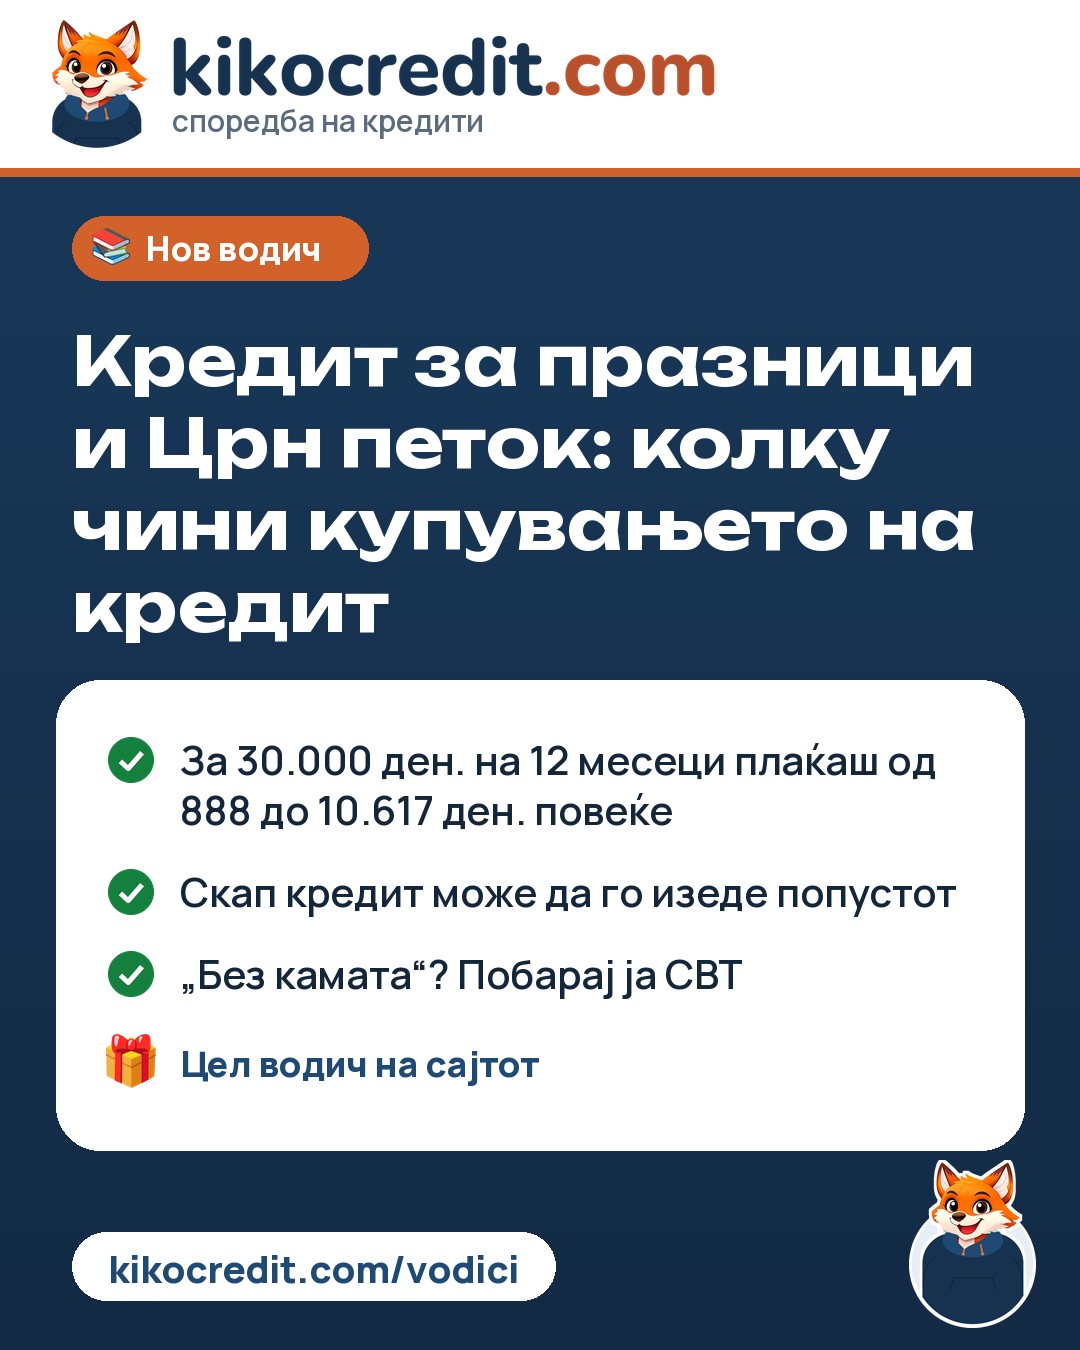 kikocredit.com
споредба на кредити
Нов водич
Кредит за празници
и Црн петок: колку
чини купувањето на
кредит
За 30.000 ден. на 12 месеци плаќаш од
888 до 10.617 ден. повеќе
Скап кредит може да го изеде попустот
„Без камата“? Побарај ја СВТ
Цел водич на сајтот
kikocredit.com/vodici